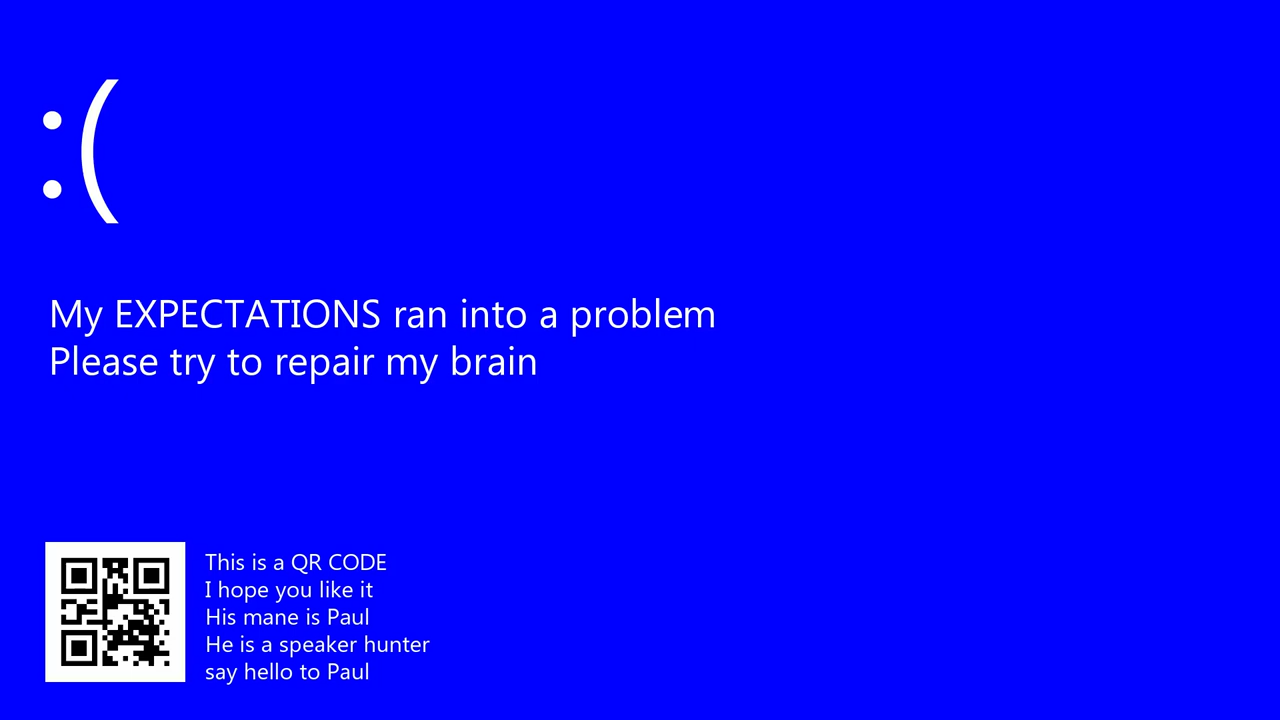 :(
My EXPECTATIONS ran into a problem
Please try to repair my brain
This is a QR CODE
I hope you like it
His mane is Paul
He is a speaker hunter
say hello to Paul